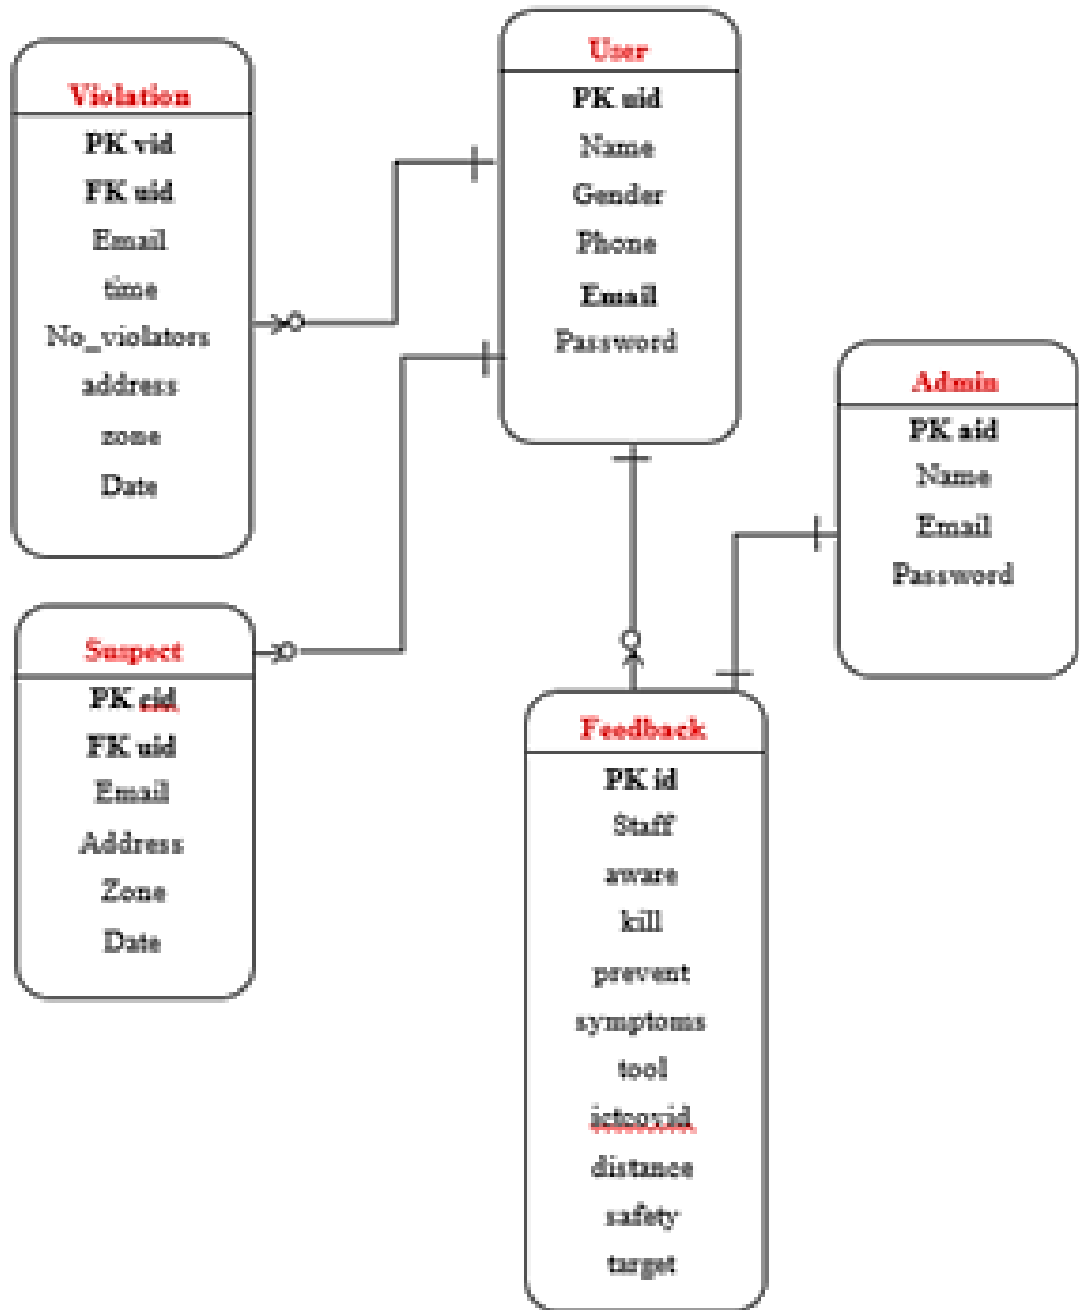 Violation
PK vid
FK uid
Email
time
No_violators
address
zone
Date
User
PK uid
Name
Gender
Phone
Email
Password
Admin
PK aid
Name
Email
Password
Suspect
PK cid
FK uid
Email
Address
Zone
Date
Feedback
PK id
Staff
aware
kill
prevent
symptoms
tool
ictcovid
distance
safety
target